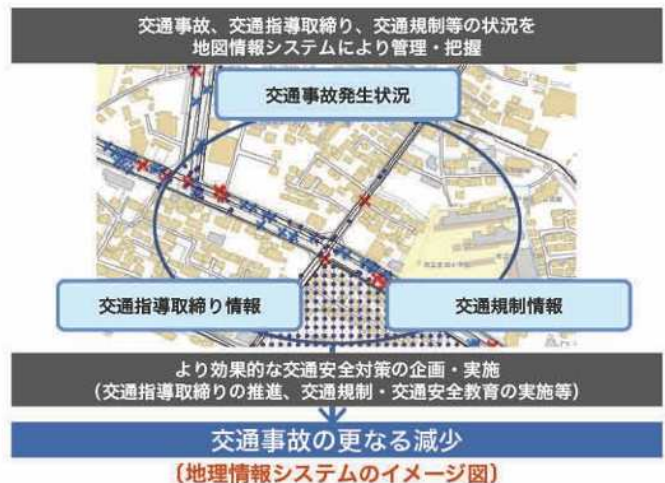 交通事故、交通指導取締り、交通規制等の状況を
地図情報システムにより管理・把握
交通事故発生状況
交通指導取締り情報
交通規制情報
より効果的な交通安全対策の企画・実施
(交通指導取締りの推進、交通規制・交通安全教育の実施等)
交通事故の更なる減少
〔地理情報システムのイメージ図〕